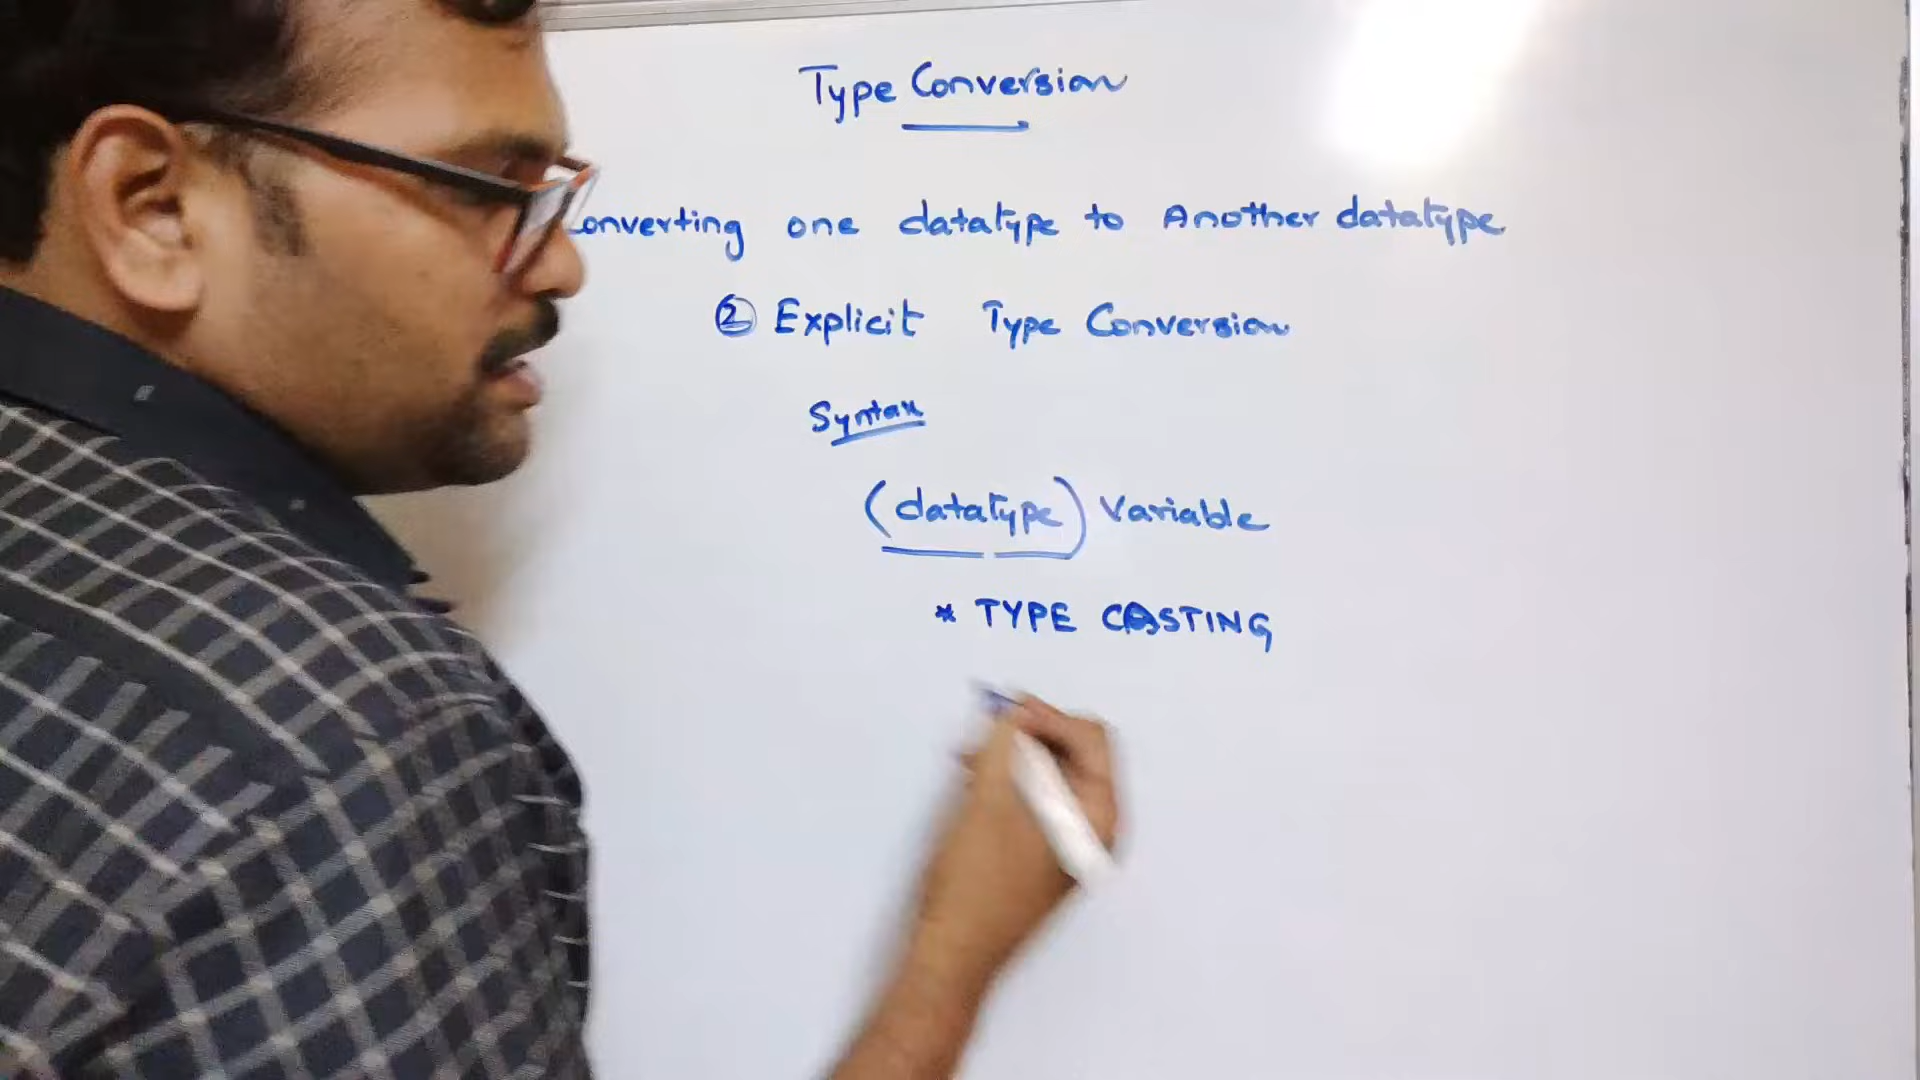 Type Conversion
Converting one datatype to Another datatype
② Explicit Type Conversion
Syntax
(datatype) Variable
* TYPE CASTING